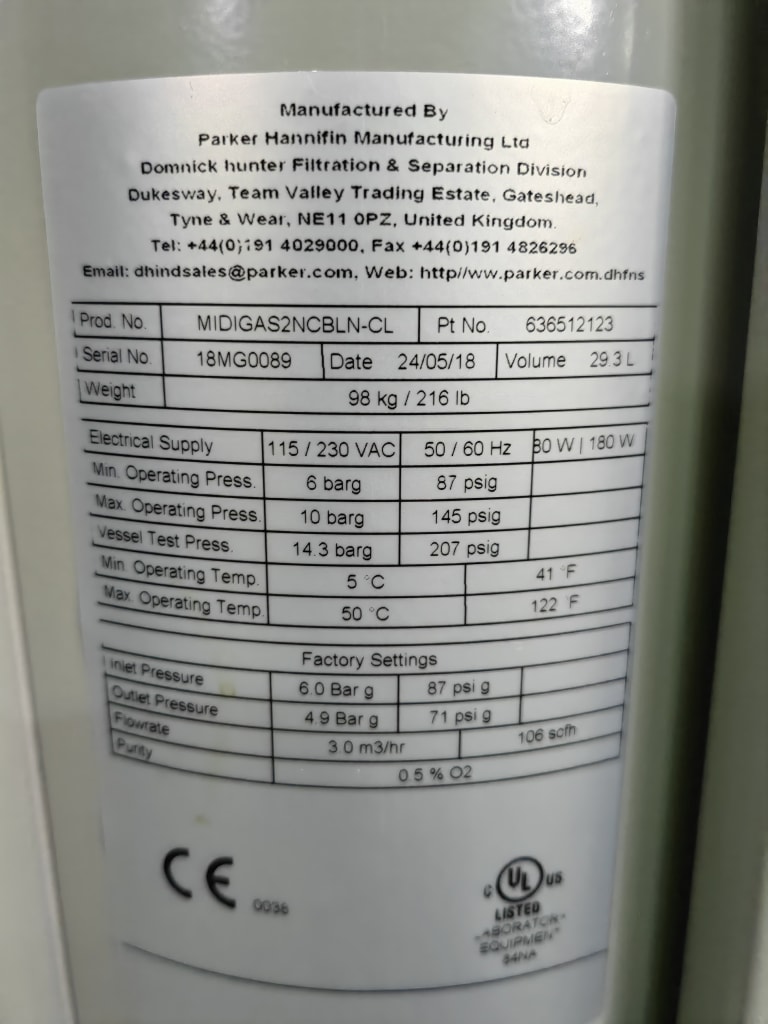 Manufactured By
Parker Hannifin Manufacturing Ltd
Domnick hunter Filtration & Separation Division
Dukesway, Team Valley Trading Estate, Gateshead,
Tyne & Wear, NE11 0PZ, United Kingdom.
Tel: +44(0)191 4029000, Fax +44(0)191 4826296
Email: dhindsales@parker.com, Web: http//ww.parker.com.dhfns
Prod. No. MIDIGAS2NCBLN-CL Pt No. 636512123
Serial No. 18MG0089 Date 24/05/18 Volume 29.3 L
Weight 98 kg / 216 lb
Electrical Supply 115 / 230 VAC 50 / 60 Hz 80 W | 180 W
Min. Operating Press. 6 barg 87 psig
Max. Operating Press. 10 barg 145 psig
Vessel Test Press. 14.3 barg 207 psig
Min. Operating Temp. 5 °C 41 °F
Max. Operating Temp. 50 °C 122 °F
Factory Settings
Inlet Pressure 6.0 Bar g 87 psi g
Outlet Pressure 4.9 Bar g 71 psi g
Flowrate 3.0 m3/hr 106 scfh
Purity 0.5 % O2
CE 0038
C UL US
LISTED
LABORATORY
EQUIPMENT
84NA